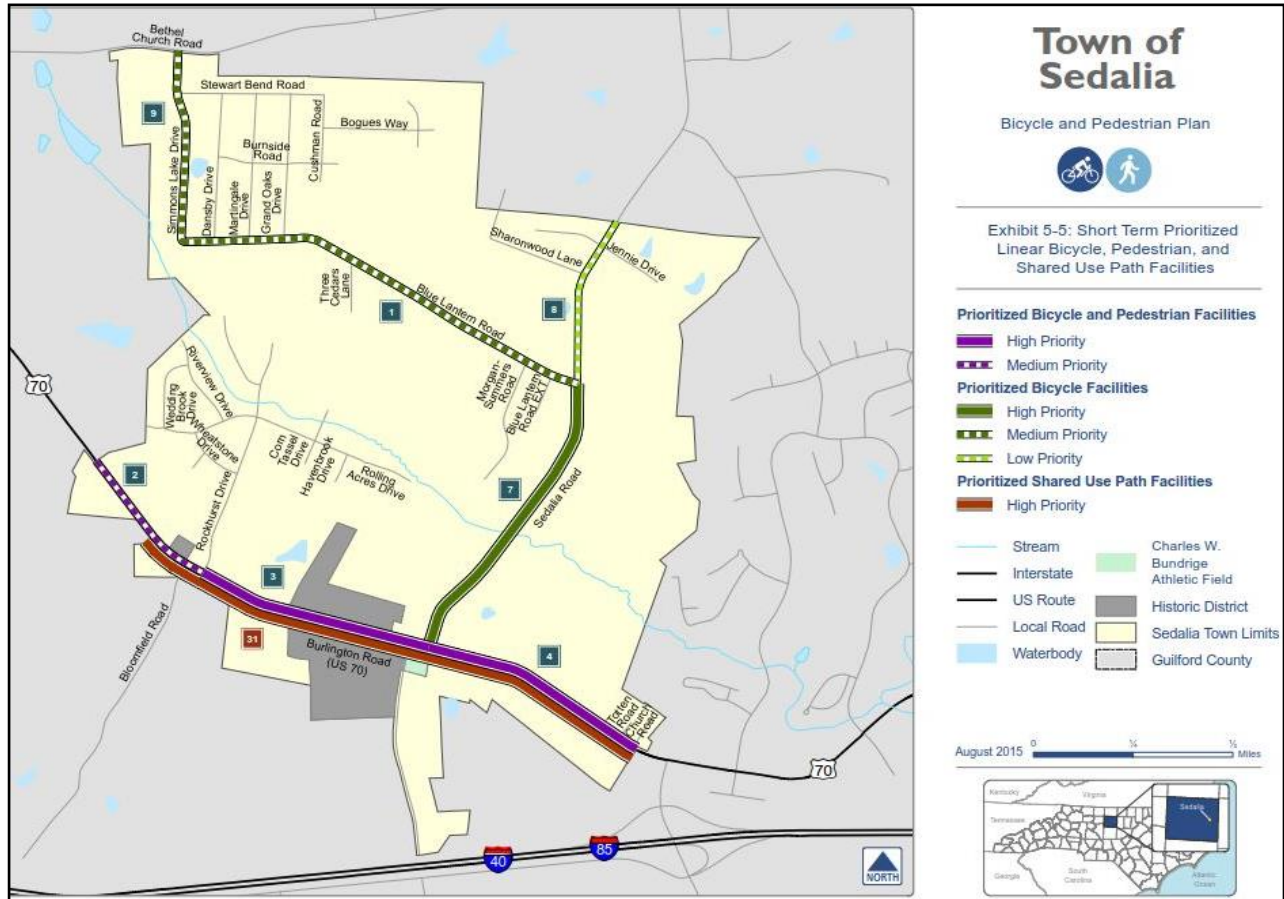 Bethel
Church Road
Stewart Bend Road
9
Cushman Road
Bogues Way
Burnside
Road
Simmons Lake Drive
Dansby Drive
Martingale
Drive
Grand Oaks
Drive
Sharonwood Lane
Jennie Drive
Three
Cedars
Lane
1
Blue Lantern Road
8
70
Riverview Drive
Wedding
Brook Drive
Wheatstone
Drive
Morgan-
Summers
Road
Blue Lantern
Road EXT
Corn
Tassel
Drive
Havenbrook
Drive
Rolling
Acres Drive
2
7
Sedalia Road
Rockhurst Drive
3
31
Burlington Road
(US 70)
4
Bloomfield Road
Totten
Road
Church
Road
70
40
85
NORTH
Town of
Sedalia
Bicycle and Pedestrian Plan
Exhibit 5-5: Short Term Prioritized
Linear Bicycle, Pedestrian, and
Shared Use Path Facilities
Prioritized Bicycle and Pedestrian Facilities
High Priority
Medium Priority
Prioritized Bicycle Facilities
High Priority
Medium Priority
Low Priority
Prioritized Shared Use Path Facilities
High Priority
Stream
Interstate
US Route
Local Road
Waterbody
Charles W.
Bundrige
Athletic Field
Historic District
Sedalia Town Limits
Guilford County
August 2015
0
½
Miles
Kentucky
Virginia
Tennessee
Sedalia
Georgia
South
Carolina
Atlantic
Ocean